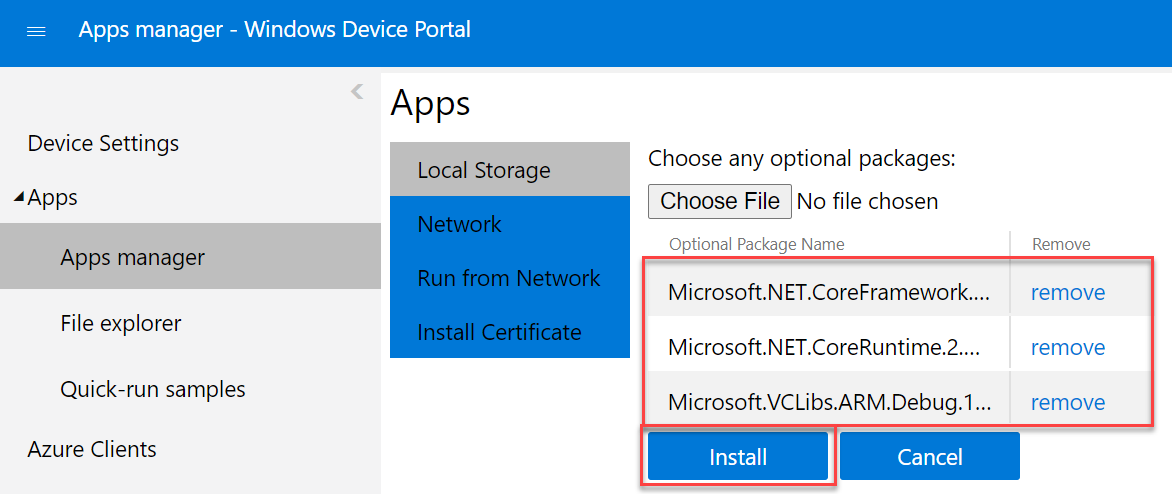 Apps manager - Windows Device Portal
Device Settings
Apps
Apps manager
File explorer
Quick-run samples
Azure Clients
Apps
Local Storage
Network
Run from Network
Install Certificate
Choose any optional packages:
Choose File No file chosen
Optional Package Name Remove
Microsoft.NET.CoreFramework.... remove
Microsoft.NET.CoreRuntime.2.... remove
Microsoft.VCLibs.ARM.Debug.1... remove
Install Cancel